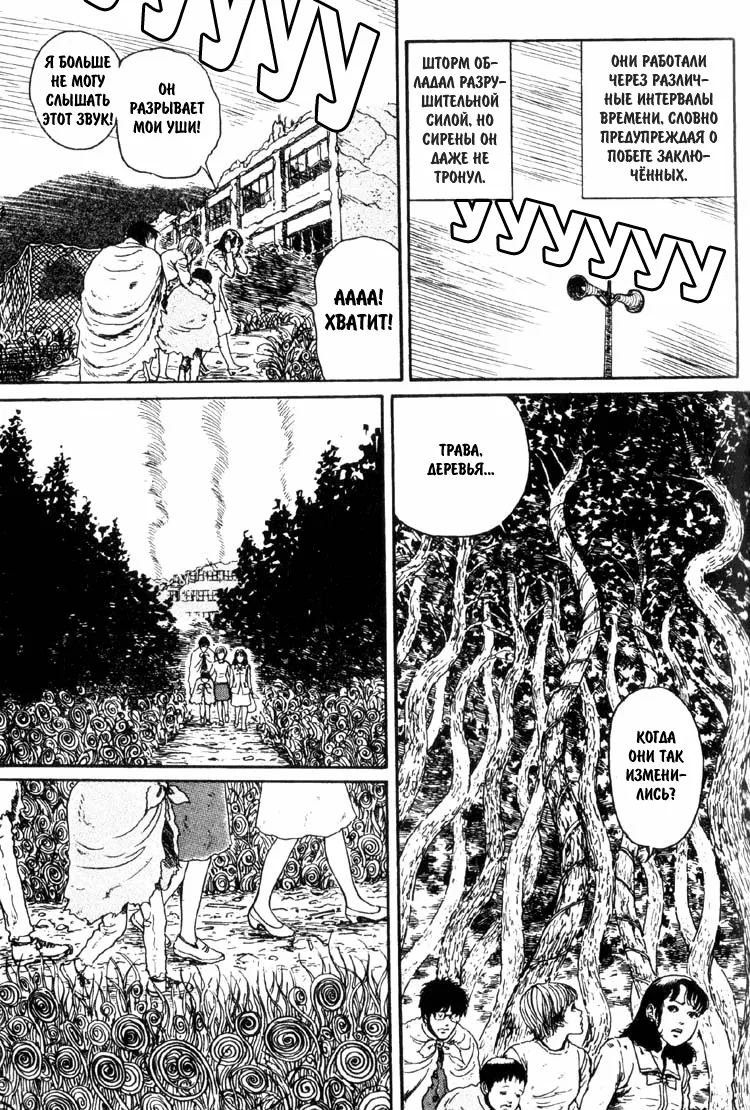 ОНИ РАБОТАЛИ
ЧЕРЕЗ РАЗЛИЧ-
НЫЕ ИНТЕРВАЛЫ
ВРЕМЕНИ, СЛОВНО
ПРЕДУПРЕЖДАЯ О
ПОБЕГЕ ЗАКЛЮ-
ЧЁННЫХ.
ШТОРМ ОБ-
ЛАДАЛ РАЗРУ-
ШИТЕЛЬНОЙ
СИЛОЙ, НО
СИРЕНЫ ОН
ДАЖЕ НЕ
ТРОНУЛ.
УУУУУУУ
УУУУ
ОН
РАЗРЫВАЕТ
МОИ УШИ!
Я БОЛЬШЕ
НЕ МОГУ
СЛЫШАТЬ
ЭТОТ ЗВУК!
АААА!
ХВАТИТ!
ТРАВА,
ДЕРЕВЬЯ...
КОГДА
ОНИ ТАК
ИЗМЕНИ-
ЛИСЬ?